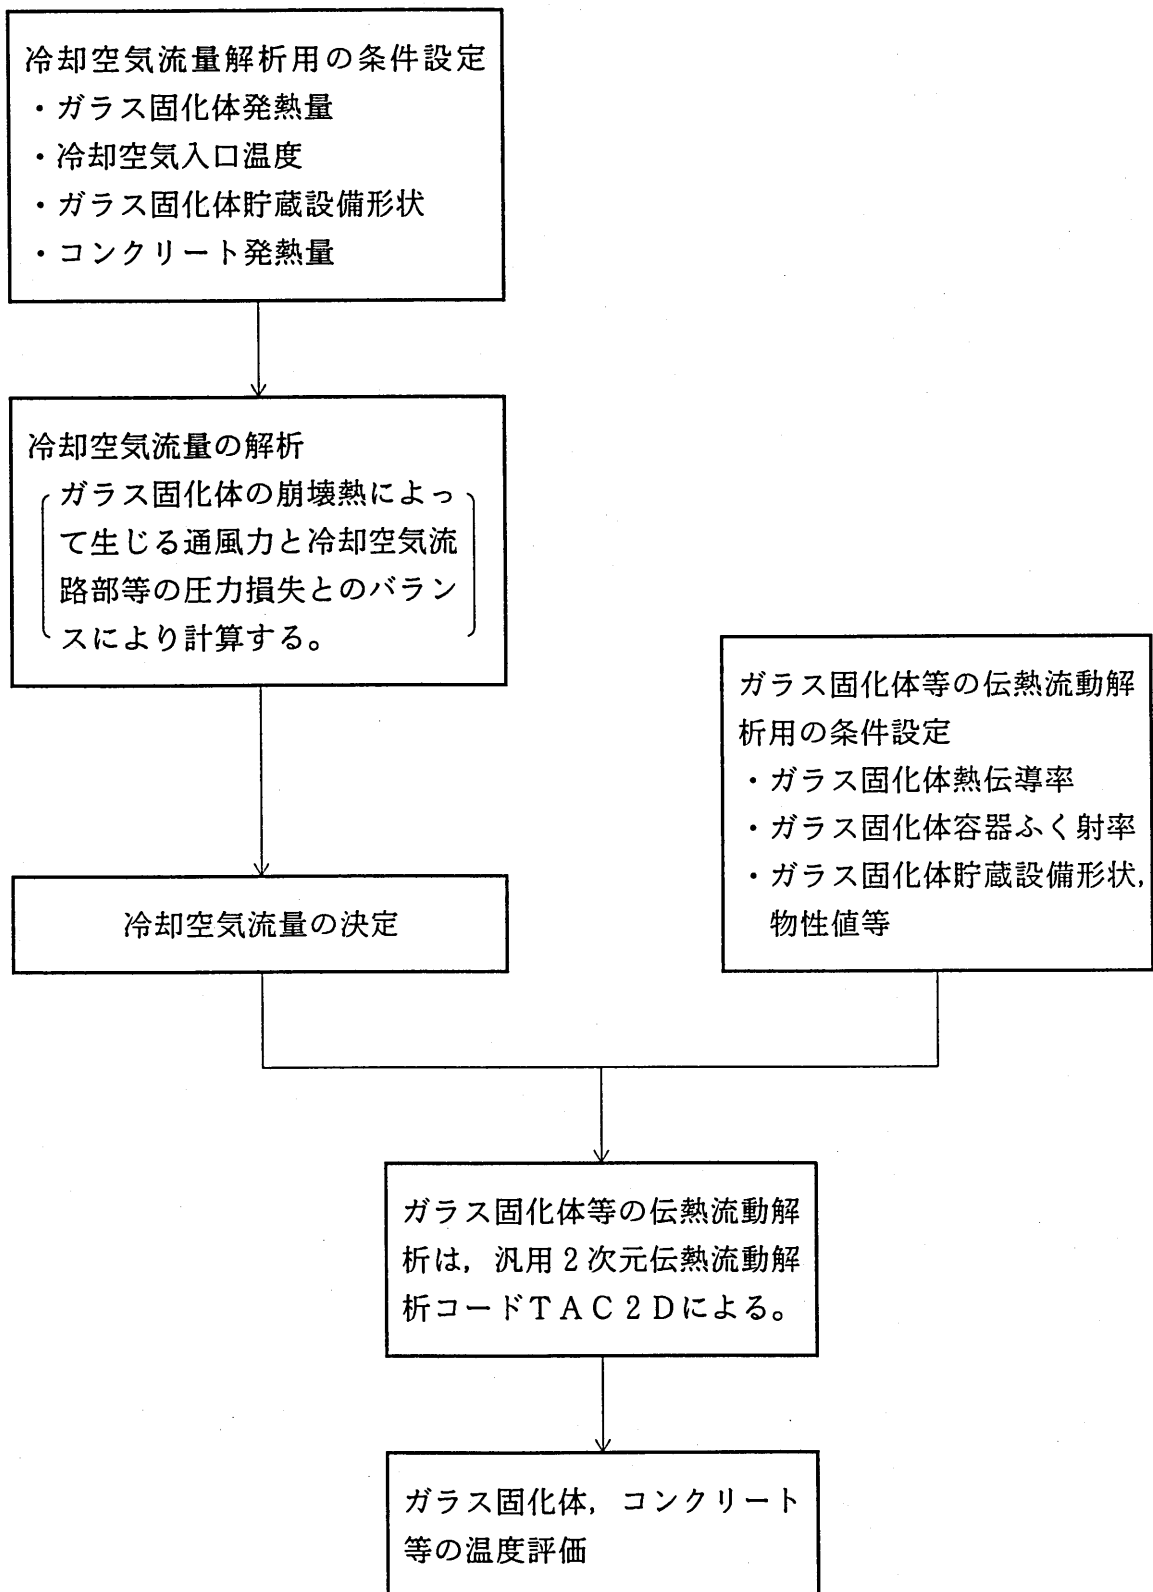 冷却空気流量解析用の条件設定
・ガラス固化体発熱量
・冷却空気入口温度
・ガラス固化体貯蔵設備形状
・コンクリート発熱量
冷却空気流量の解析
ガラス固化体の崩壊熱によっ
て生じる通風力と冷却空気流
路部等の圧力損失とのバラン
スにより計算する。
冷却空気流量の決定
ガラス固化体等の伝熱流動解
析用の条件設定
・ガラス固化体熱伝導率
・ガラス固化体容器ふく射率
・ガラス固化体貯蔵設備形状,
物性値等
ガラス固化体等の伝熱流動解
析は，汎用２次元伝熱流動解
析コードＴＡＣ２Ｄによる。
ガラス固化体，コンクリート
等の温度評価